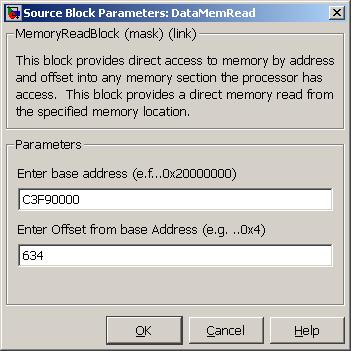 Source Block Parameters: DataMemRead
MemoryReadBlock (mask) (link)
This block provides direct access to memory by address
and offset into any memory section the processor has
access.  This block provides a direct memory read from
the specified memory location.
Parameters
Enter base address (e.f...0x20000000)
C3F90000
Enter Offset from base Address (e.g. ..0x4)
634
OK Cancel Help